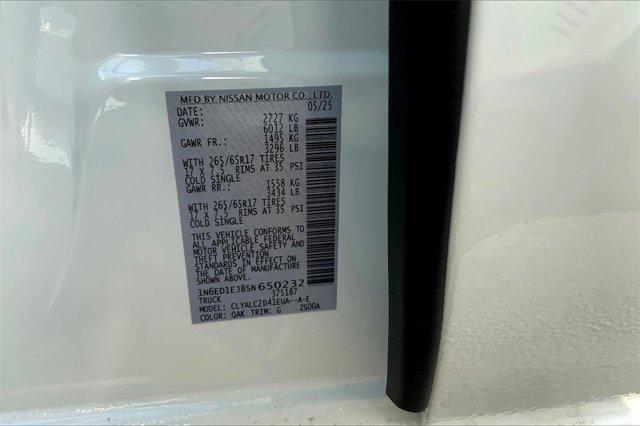 MFD BY NISSAN MOTOR CO., LTD.
DATE: 05/25
GVWR: 2727 KG
6012 LB
GAWR FR: 1495 KG
3296 LB
WITH 265/65R17 TIRES
17 X 7.5 RIMS AT 35 PSI
COLD SINGLE
GAWR RR: 1558 KG
3434 LB
WITH 265/65R17 TIRES
17 X 7.5 RIMS AT 35 PSI
COLD SINGLE
THIS VEHICLE CONFORMS TO
ALL APPLICABLE FEDERAL
MOTOR VEHICLE SAFETY AND
THEFT PREVENTION
STANDARDS IN EFFECT ON
THE DATE OF MANUFACTURE
SHOWN ABOVE.
1N6ED1EJ8SN650232
TRUCK 375187
MODEL: CLYALC2D41EUA--A-E
COLOR: QAK TRIM: G ZS00A